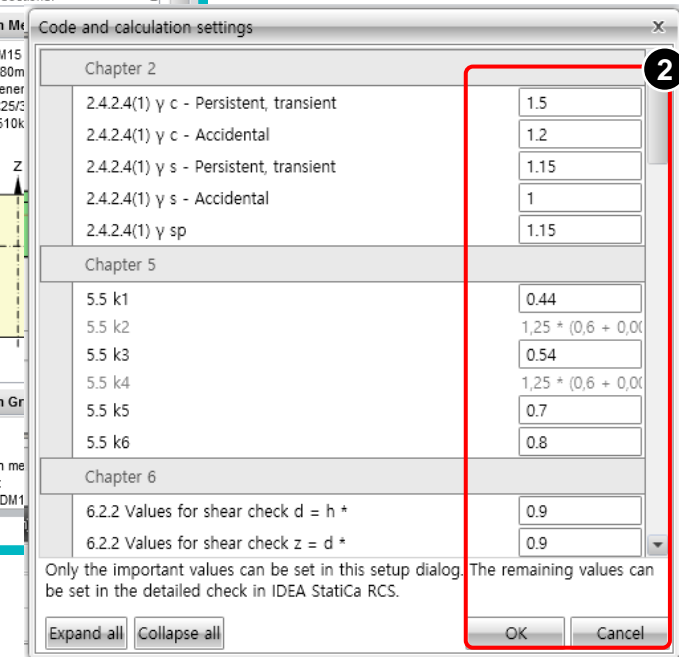 Code and calculation settings x
2
Chapter 2
2.4.2.4(1) γ c - Persistent, transient 1.5
2.4.2.4(1) γ c - Accidental 1.2
2.4.2.4(1) γ s - Persistent, transient 1.15
2.4.2.4(1) γ s - Accidental 1
2.4.2.4(1) γ sp 1.15
Chapter 5
5.5 k1 0.44
5.5 k2 1,25 * (0,6 + 0,00
5.5 k3 0.54
5.5 k4 1,25 * (0,6 + 0,00
5.5 k5 0.7
5.5 k6 0.8
Chapter 6
6.2.2 Values for shear check d = h * 0.9
6.2.2 Values for shear check z = d * 0.9
Only the important values can be set in this setup dialog. The remaining values can
be set in the detailed check in IDEA StatiCa RCS.
Expand all Collapse all OK Cancel
M15
80m
25/3
510k
Z
DM1